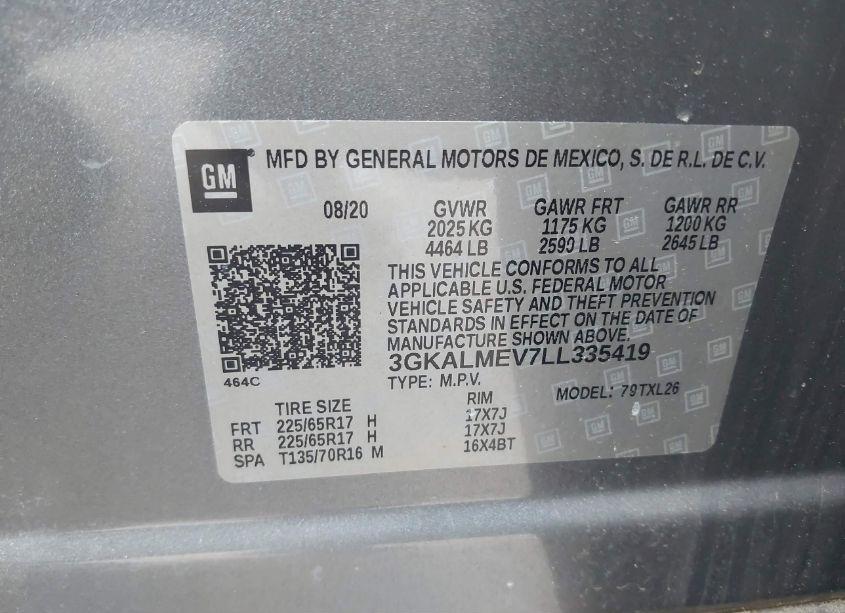 GM
MFD BY GENERAL MOTORS DE MEXICO, S. DE R.L. DE C.V.
08/20 GVWR GAWR FRT GAWR RR
2025 KG 1175 KG 1200 KG
4464 LB 2590 LB 2645 LB
THIS VEHICLE CONFORMS TO ALL
APPLICABLE U.S. FEDERAL MOTOR
VEHICLE SAFETY AND THEFT PREVENTION
STANDARDS IN EFFECT ON THE DATE OF
MANUFACTURE SHOWN ABOVE.
3GKALMEV7LL335419
464C
TYPE: M.P.V. MODEL: 79TXL26
TIRE SIZE RIM
FRT 225/65R17 H 17X7J
RR 225/65R17 H 17X7J
SPA T135/70R16 M 16X4BT